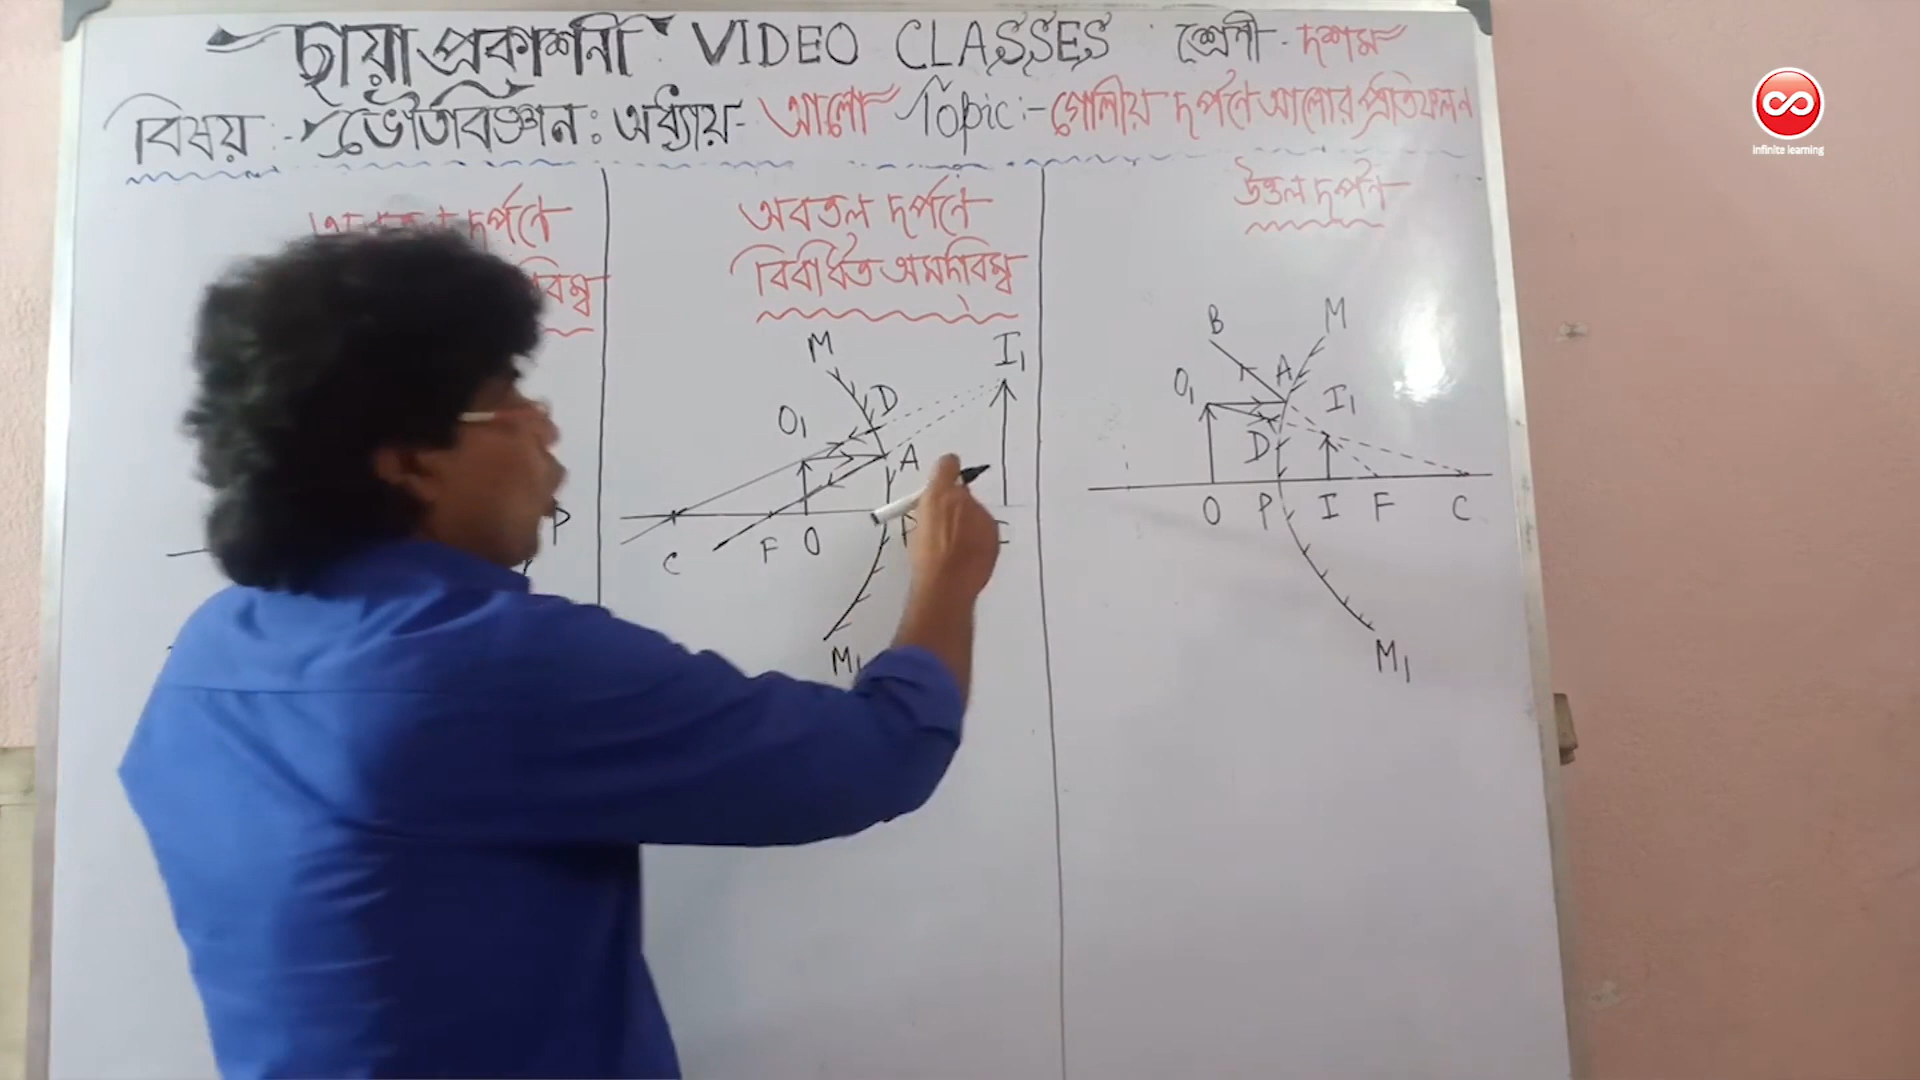 ছায়া প্রকাশনী VIDEO CLASSES শ্রেণী - দশম
বিষয় :- ভৌতবিজ্ঞান : অধ্যায় - আলো Topic :- গোলীয় দর্পণে আলোর প্রতিফলন
infinite learning
দর্পণে
বিম্ব
P
অবতল দর্পণে
বিবর্ধিত অসদবিম্ব
M
I₁
D
O₁
A
C F O P
M₁
উত্তল দর্পণ
B M
A
O₁ I₁
D
O P I F C
M₁